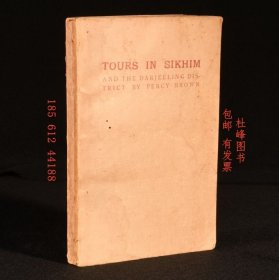 TOURS IN SIKHIM
AND THE DARJEELING DIS-
TRICT BY PERCY BROWN
185 612 44188
杜峰图书
包邮 有发票